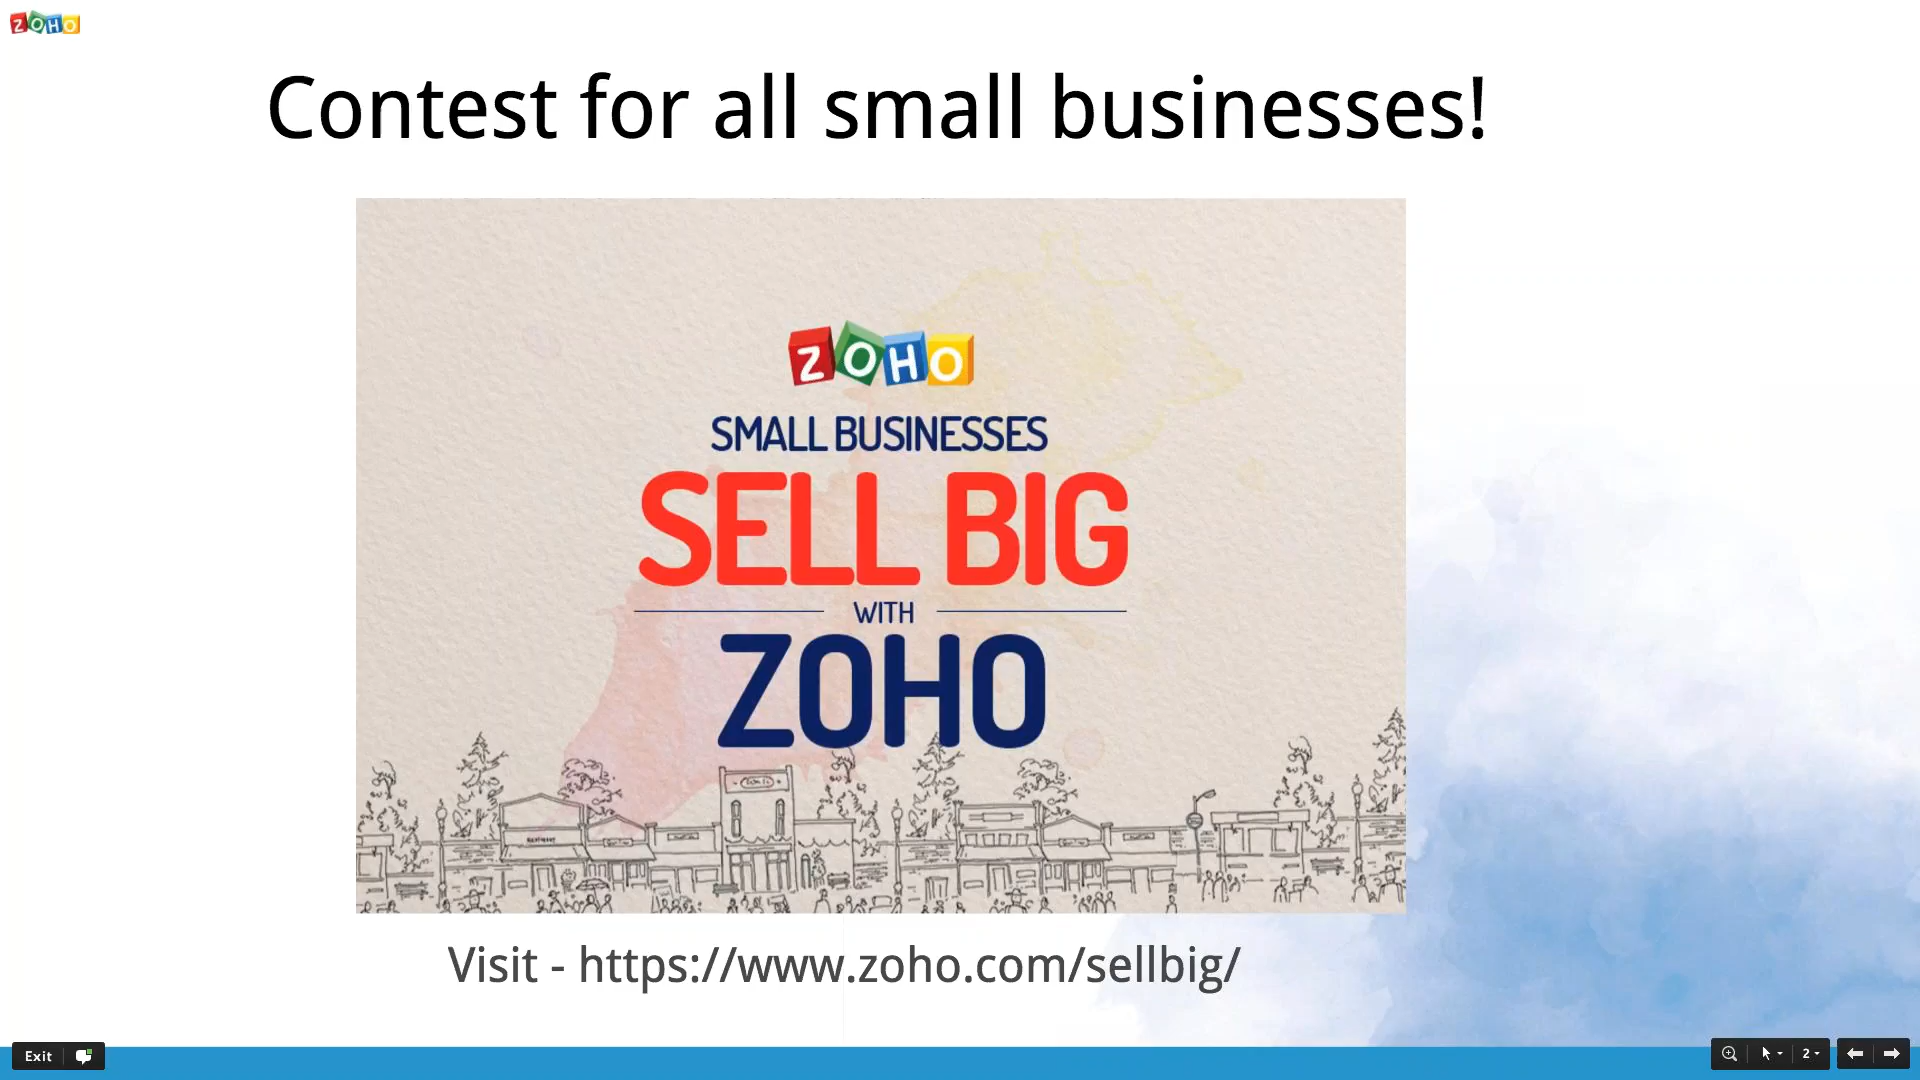 ZOHO
Contest for all small businesses!
ZOHO
SMALL BUSINESSES
SELL BIG
WITH
ZOHO
RESTAURANT
Visit - https://www.zoho.com/sellbig/
Exit
2